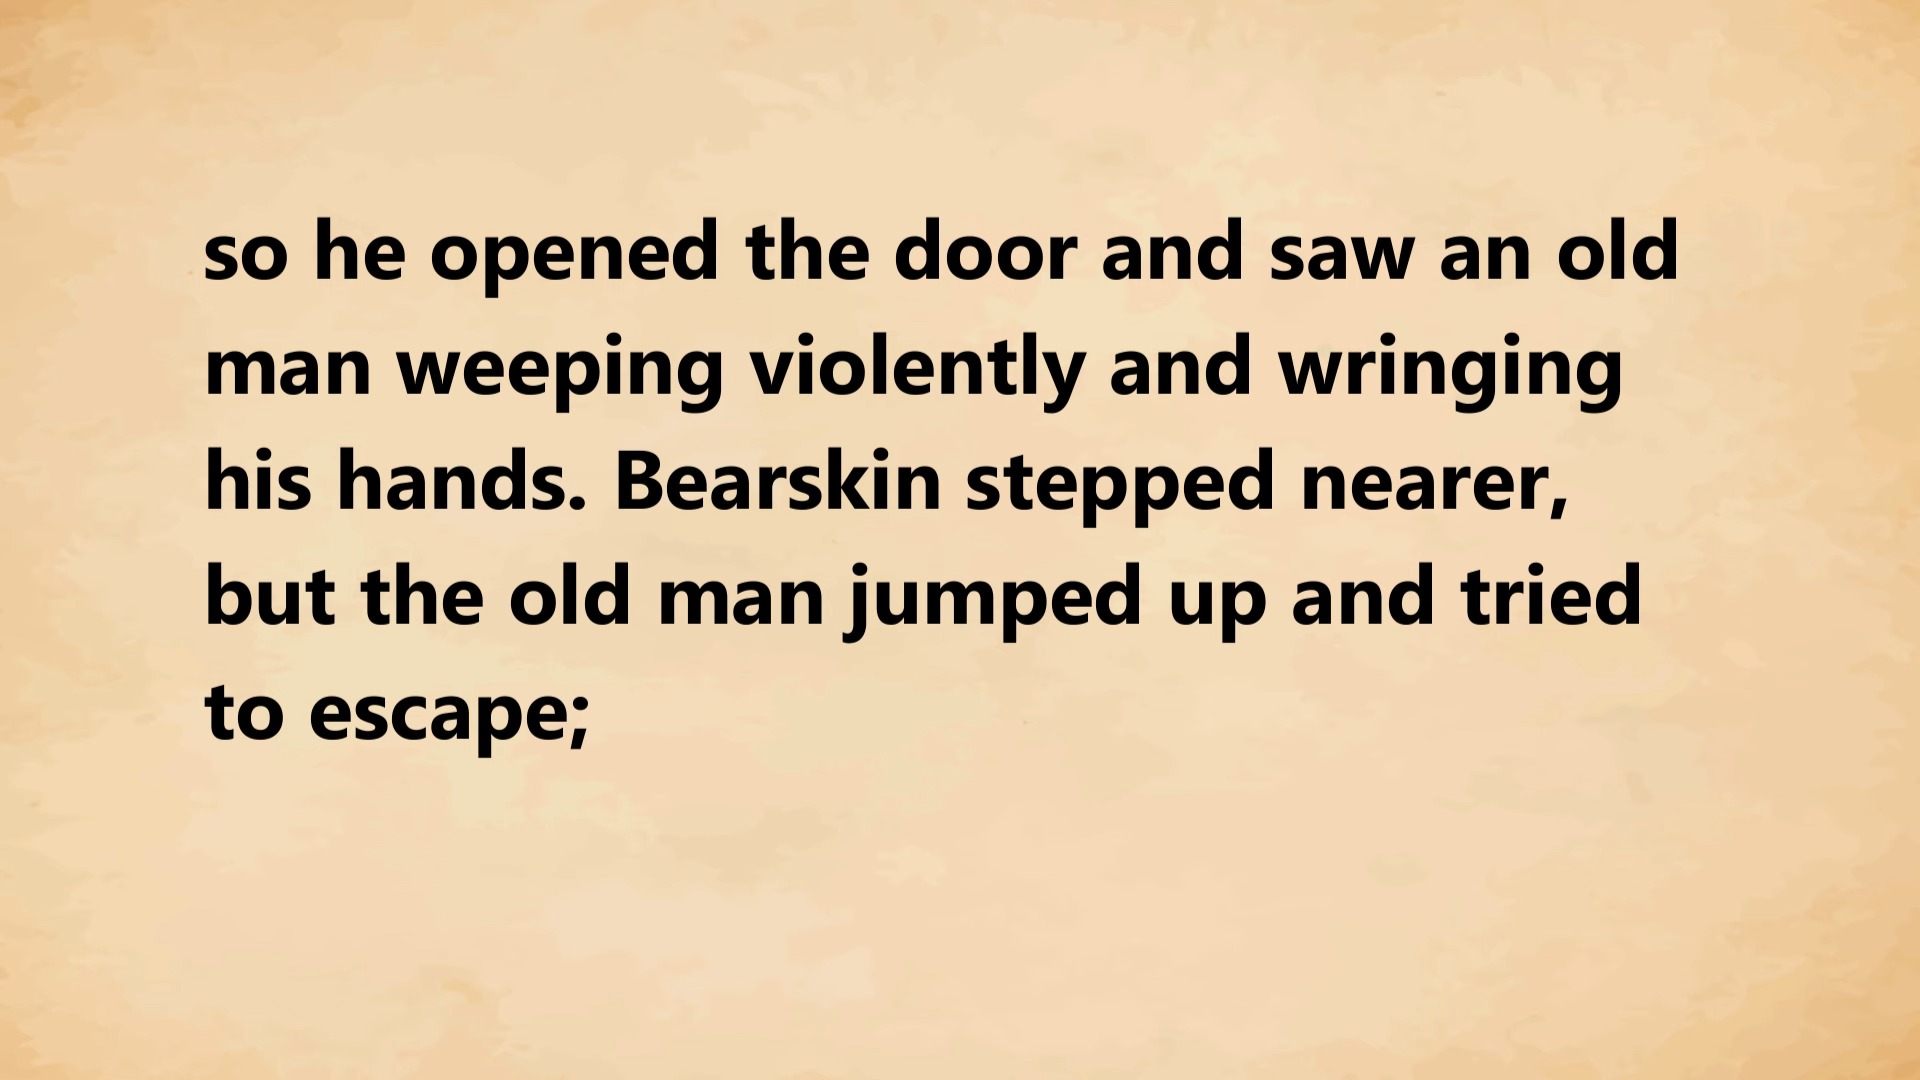 so he opened the door and saw an old
man weeping violently and wringing
his hands. Bearskin stepped nearer,
but the old man jumped up and tried
to escape;